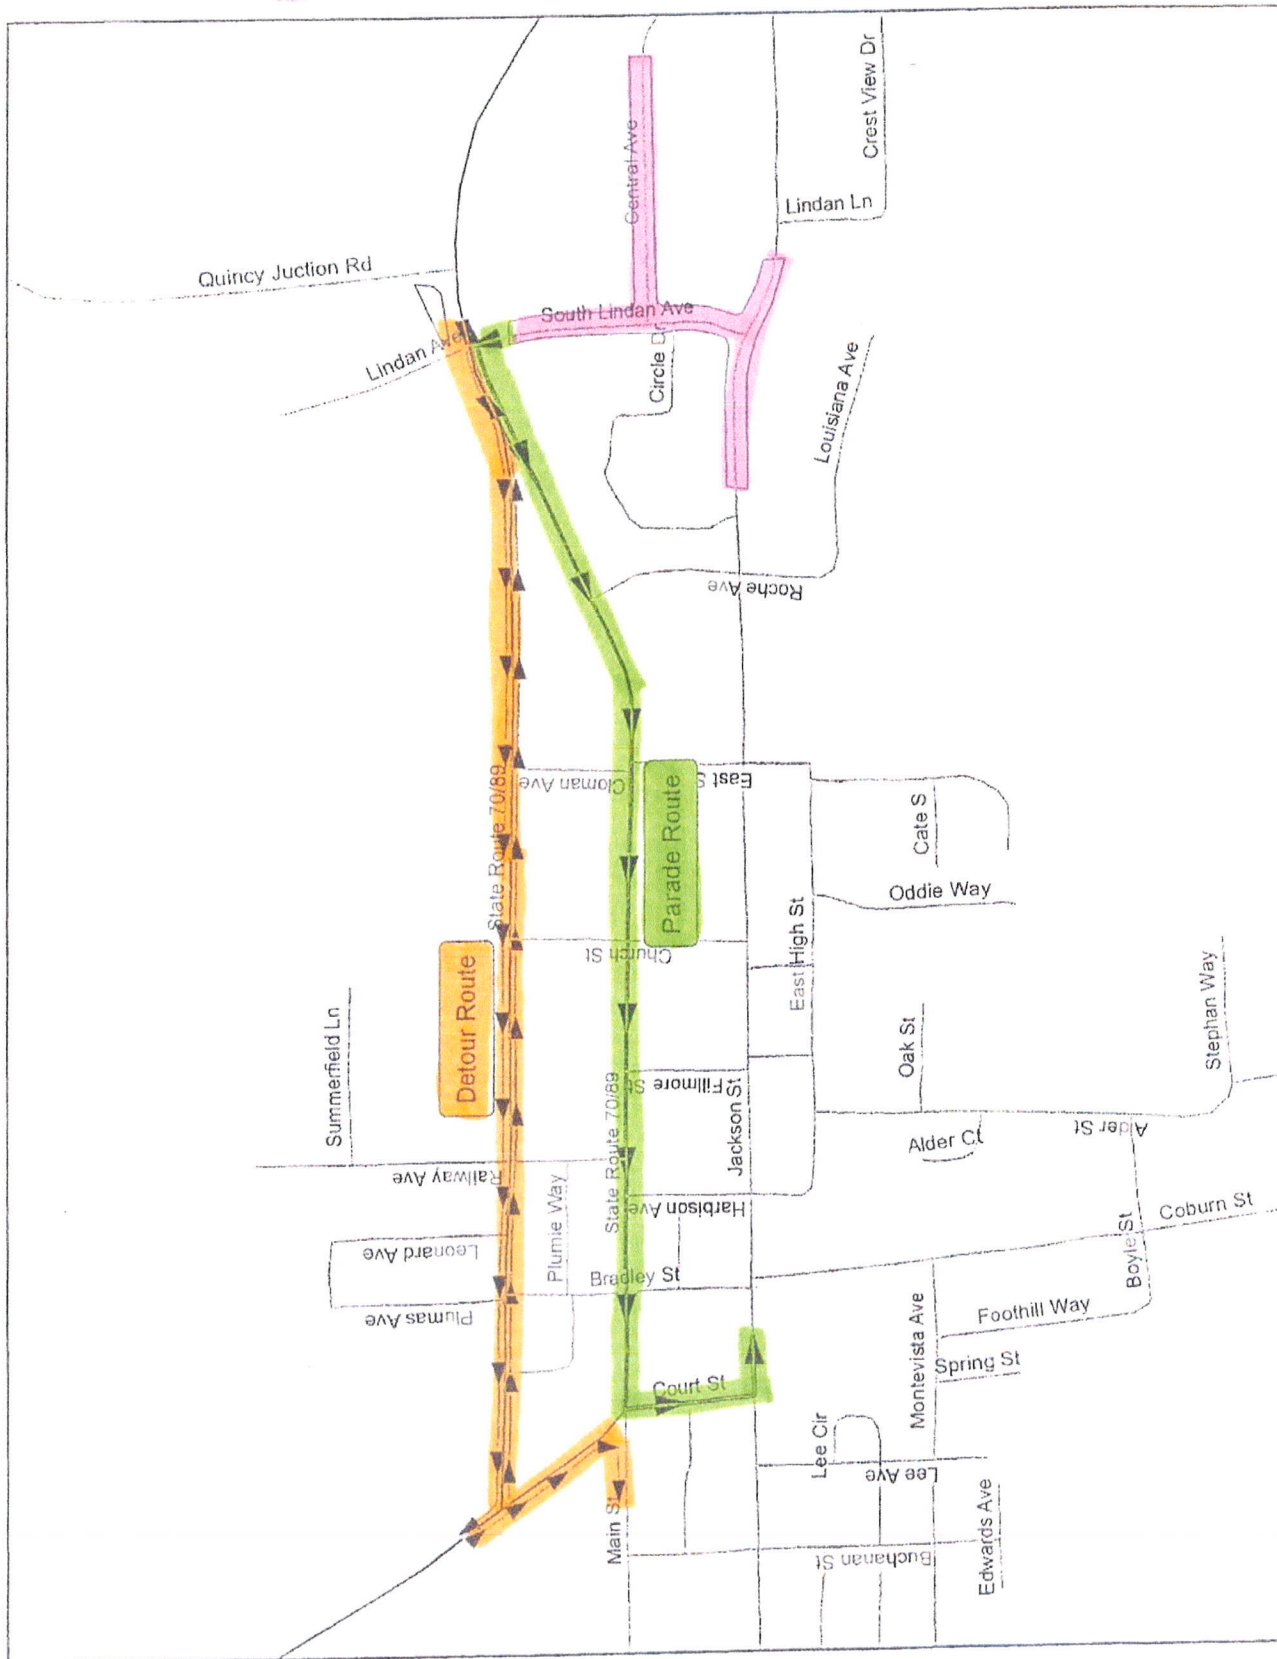 Crest View Dr
Central Ave
Lindan Ln
Quincy Juction Rd
South Lindan Ave
Lindan Ave
Circle Dr
Louisiana Ave
Roche Ave
State Route 70/89
Cloman Ave
East S
Parade Route
Cate S
Oddie Way
Church St
East High St
Detour Route
Summerfield Ln
Oak St
Stephan Way
State Route 70/89
Fillmore St
Jackson St
Alder Ct
Alder St
Railway Ave
Plumie Way
Harbison Ave
Leonard Ave
Bradley St
Coburn St
Boyle St
Plumas Ave
Foothill Way
Montevista Ave
Spring St
Court St
Lee Cir
Lee Ave
Main S
Buchanan St
Edwards Ave